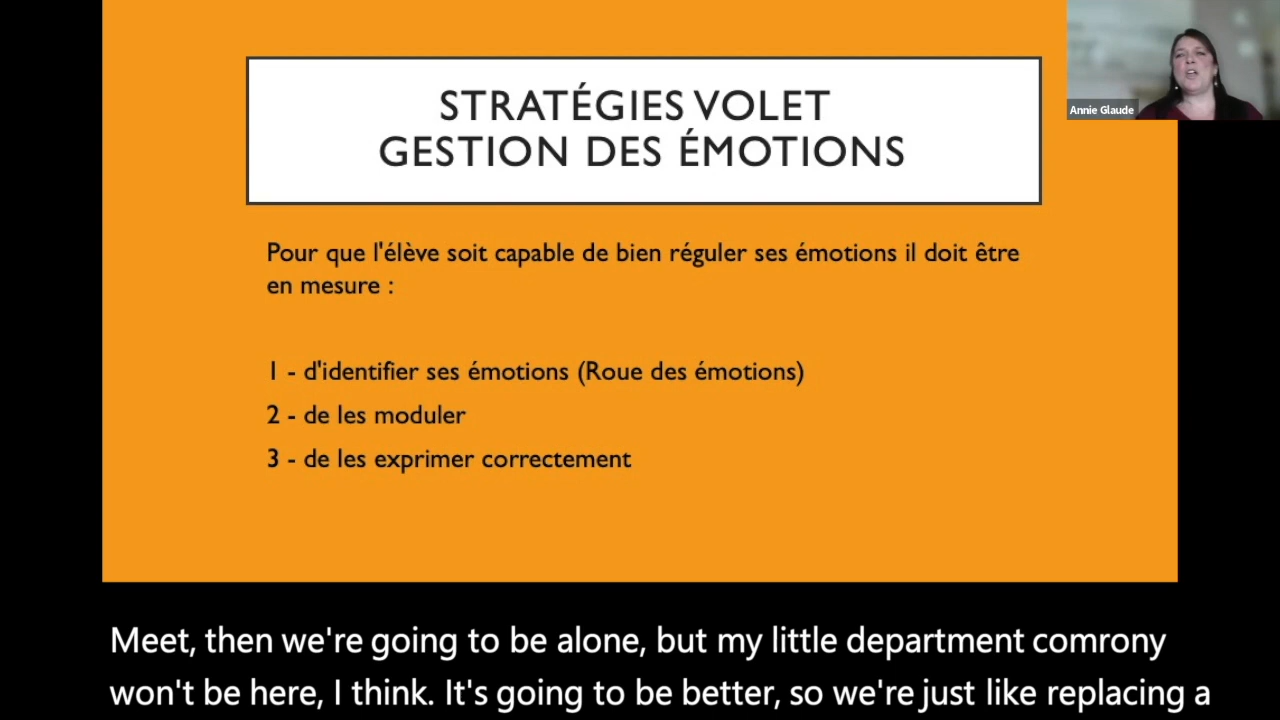 STRATÉGIES VOLET
GESTION DES ÉMOTIONS
Annie Glaude
Pour que l'élève soit capable de bien réguler ses émotions il doit être
en mesure :
1 - d'identifier ses émotions (Roue des émotions)
2 - de les moduler
3 - de les exprimer correctement
Meet, then we're going to be alone, but my little department comrony
won't be here, I think. It's going to be better, so we're just like replacing a